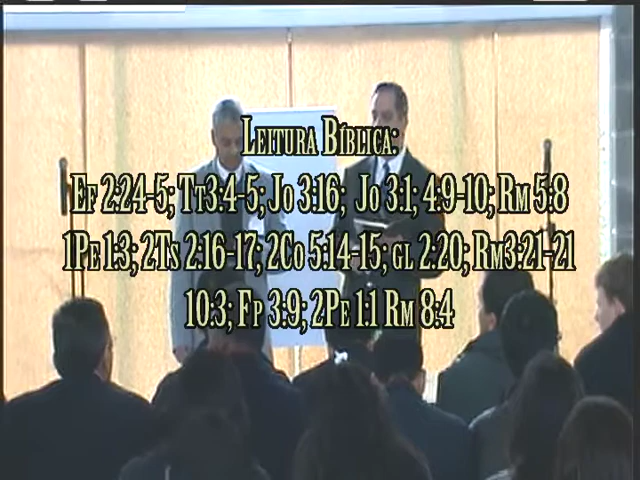 Leitura Bíblica:
Ef 2:24-5; Tt3:4-5; Jo 3:16; Jo 3:1; 4:9-10; Rm 5:8
1Pe 1:3; 2Ts 2:16-17; 2Co 5:14-15; gl 2:20; Rm3:21-21
10:3; Fp 3:9; 2Pe 1:1 Rm 8:4